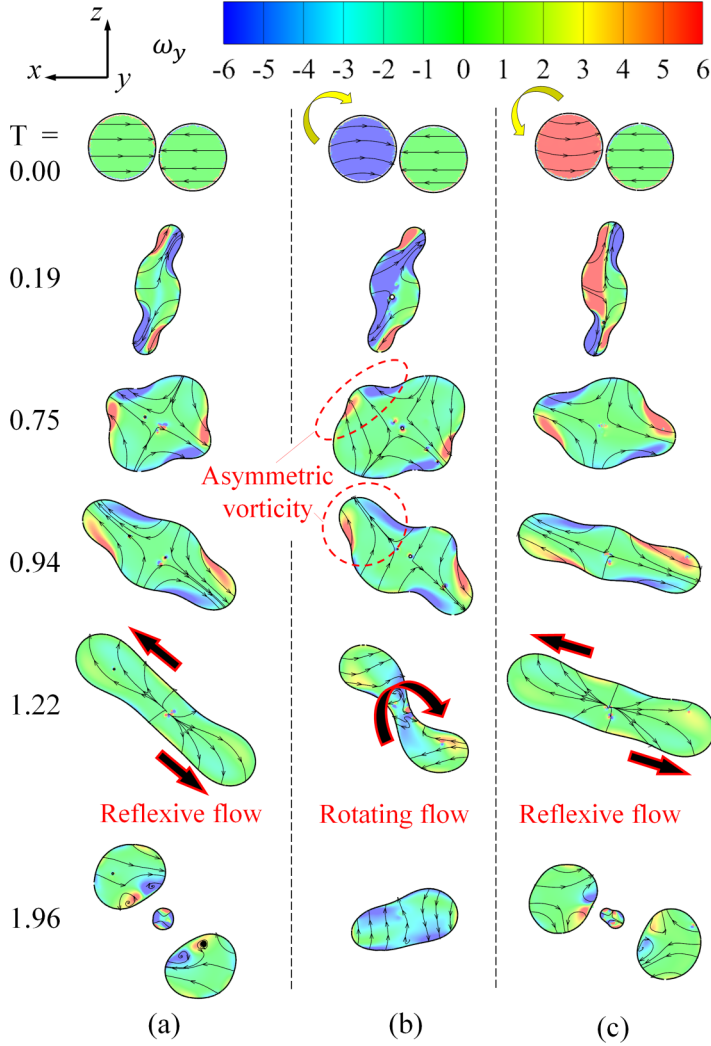 z
x
y
ω_y
-6 -5 -4 -3 -2 -1 0 1 2 3 4 5 6
T =
0.00
0.19
0.75
Asymmetric
vorticity
0.94
1.22
Reflexive flow Rotating flow Reflexive flow
1.96
(a) (b) (c)